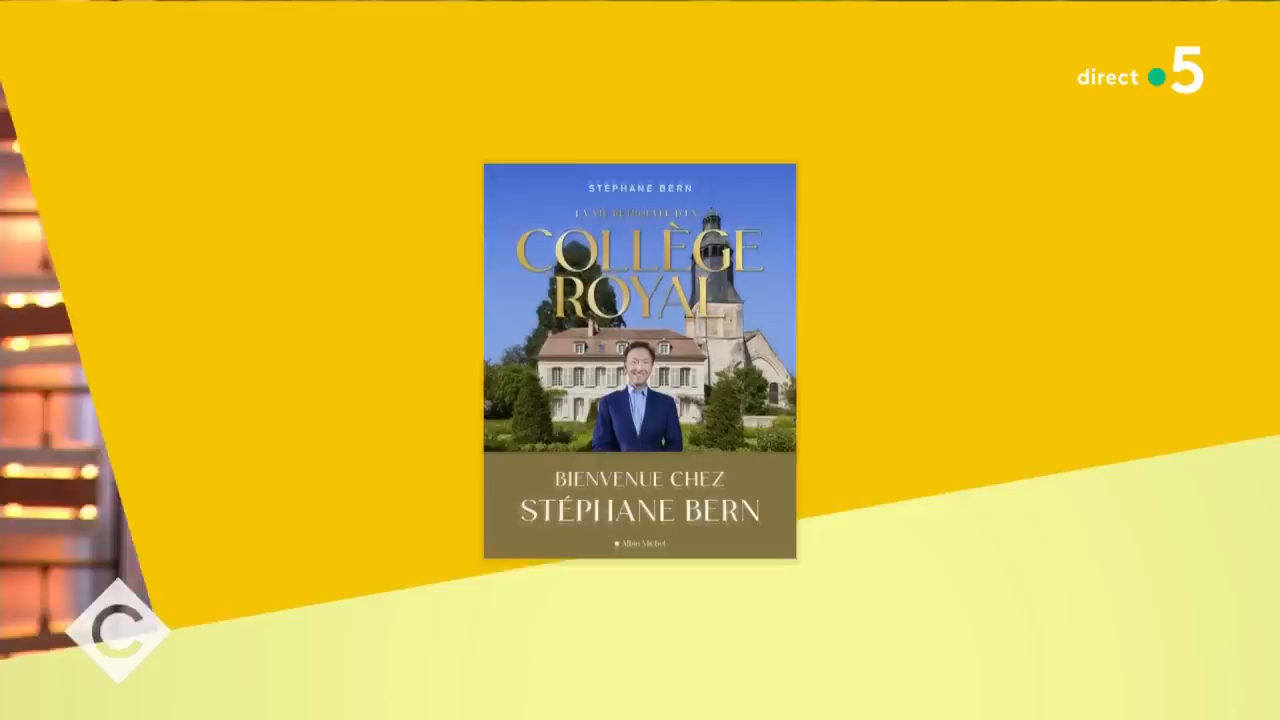 direct 5
STÉPHANE BERN
COLLÈGE
ROYAL
BIENVENUE CHEZ
STÉPHANE BERN
Albin Michel
C